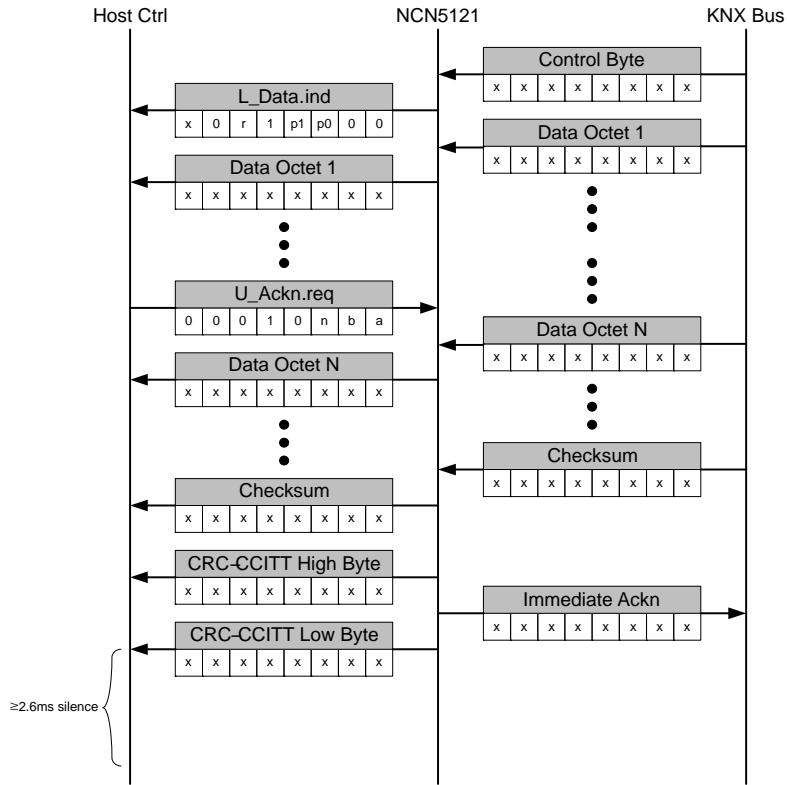 Host Ctrl NCN5121 KNX Bus
Control Byte
x x x x x x x x
L_Data.ind
x 0 r 1 p1 p0 0 0
Data Octet 1
x x x x x x x x
Data Octet 1
x x x x x x x x
U_Ackn.req
0 0 0 1 0 n b a
Data Octet N
x x x x x x x x
Data Octet N
x x x x x x x x
Checksum
x x x x x x x x
Checksum
x x x x x x x x
CRC–CCITT High Byte
x x x x x x x x
Immediate Ackn
x x x x x x x x
CRC–CCITT Low Byte
x x x x x x x x
≥2.6ms silence